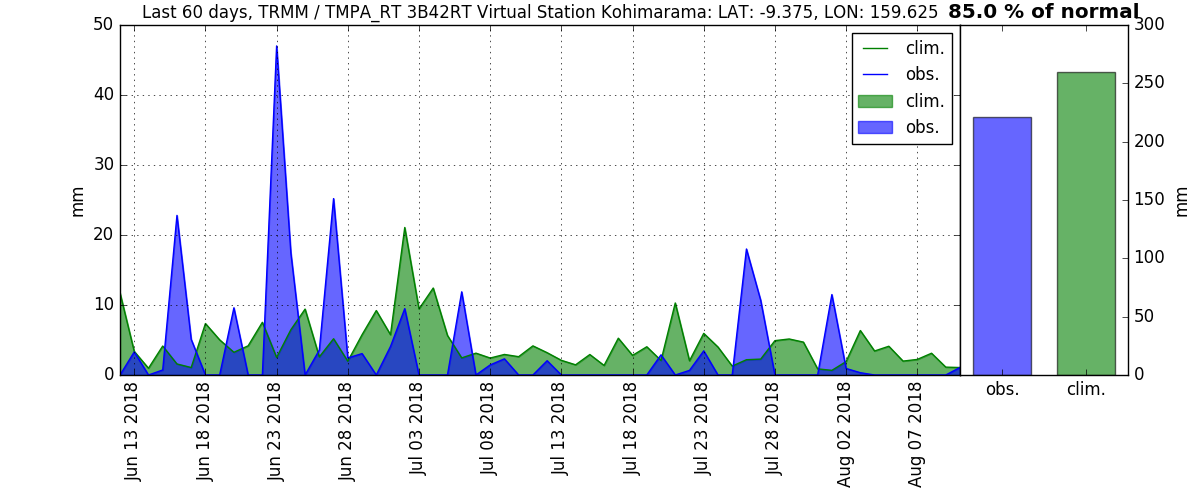 Last 60 days, TRMM / TMPA_RT 3B42RT Virtual Station Kohimarama: LAT: -9.375, LON: 159.625 85.0 % of normal
50
40
30
20
10
0
mm
clim.
obs.
clim.
obs.
Jun 13 2018
Jun 18 2018
Jun 23 2018
Jun 28 2018
Jul 03 2018
Jul 08 2018
Jul 13 2018
Jul 18 2018
Jul 23 2018
Jul 28 2018
Aug 02 2018
Aug 07 2018
300
250
200
150
100
50
0
mm
obs. clim.